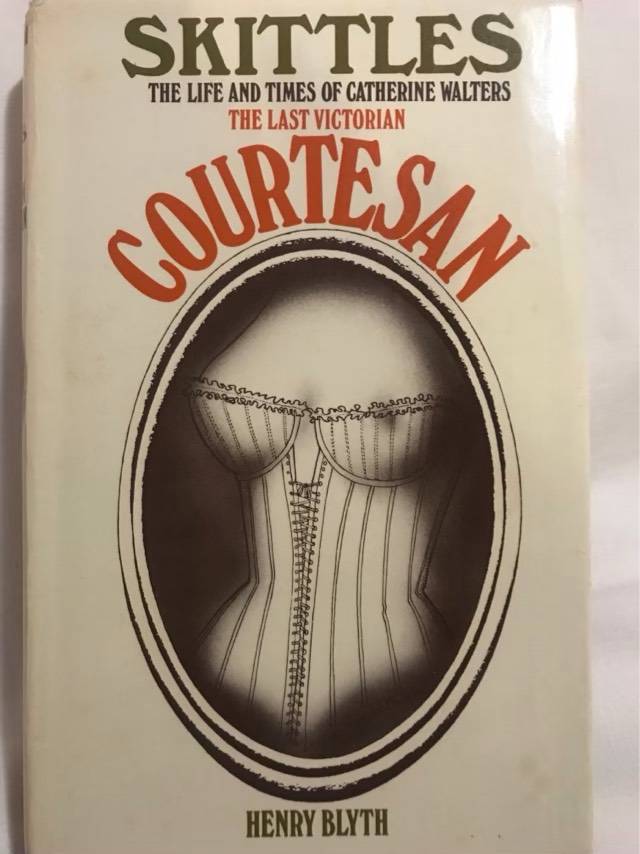 SKITTLES
THE LIFE AND TIMES OF CATHERINE WALTERS
THE LAST VICTORIAN
COURTESAN
HENRY BLYTH